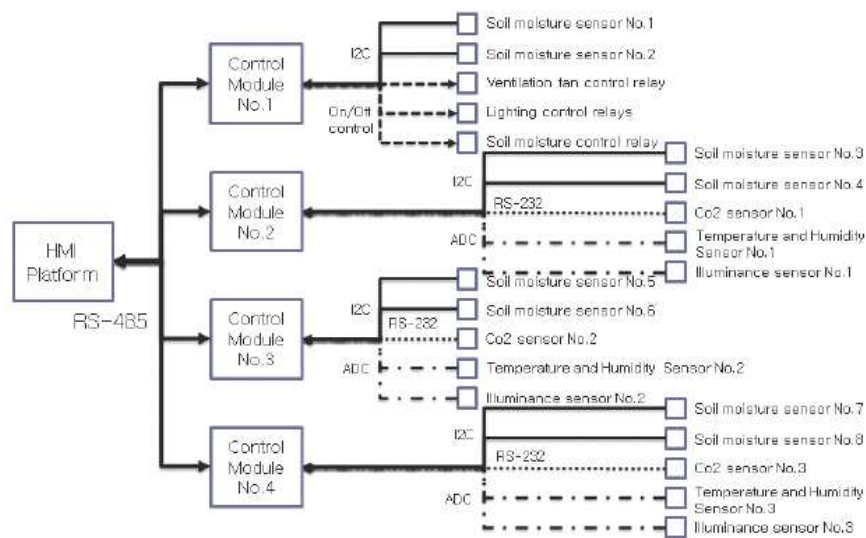 HMI
Platform
RS-485
Control
Module
No.1
I2C
On/Off
control
Soil moisture sensor No.1
Soil moisture sensor No.2
Ventilation fan control relay
Lighting control relays
Soil moisture control relay
Control
Module
No.2
I2C
RS-232
ADC
Soil moisture sensor No.3
Soil moisture sensor No.4
Co2 sensor No.1
Temperature and Humidity
Sensor No.1
Illuminance sensor No.1
Control
Module
No.3
I2C
RS-232
ADC
Soil moisture sensor No.5
Soil moisture sensor No.6
Co2 sensor No.2
Temperature and Humidity Sensor No.2
Illuminance sensor No.2
Control
Module
No.4
I2C
RS-232
ADC
Soil moisture sensor No.7
Soil moisture sensor No.8
Co2 sensor No.3
Temperature and Humidity
Sensor No.3
Illuminance sensor No.3